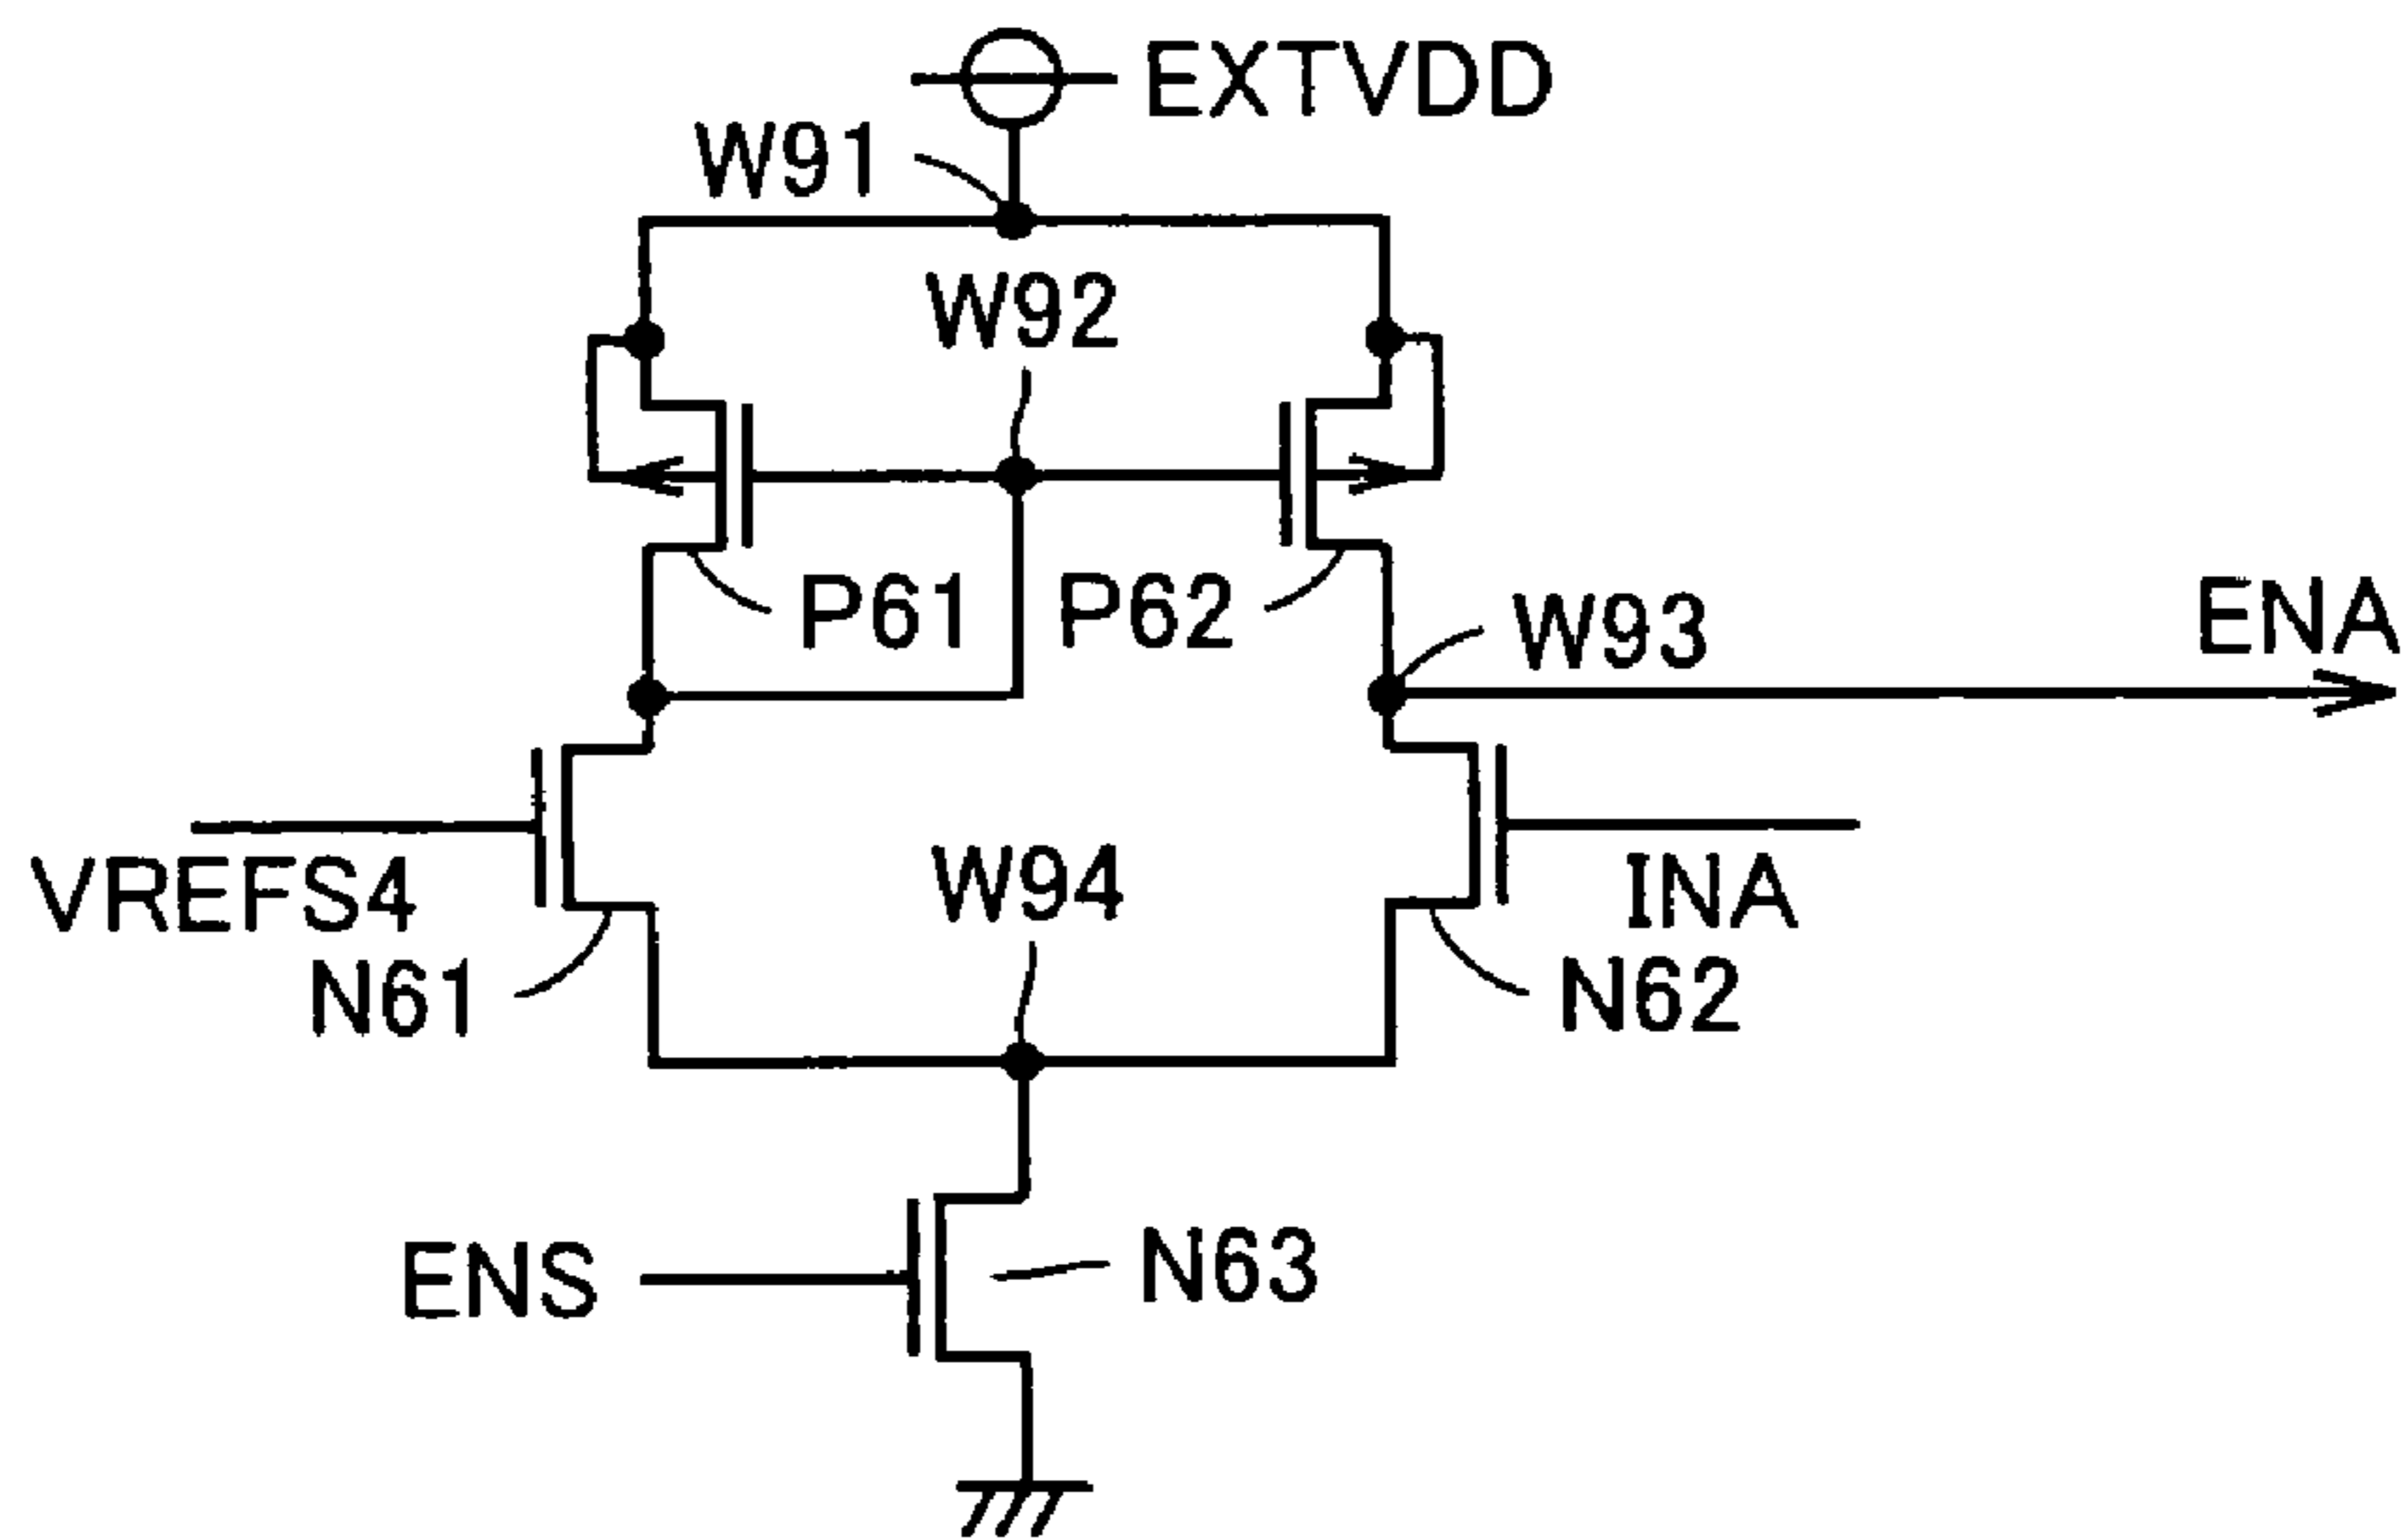 EXTVDD
W91
W92
P61
P62
W93
ENA
VREFS4
W94
INA
N61
N62
ENS
N63